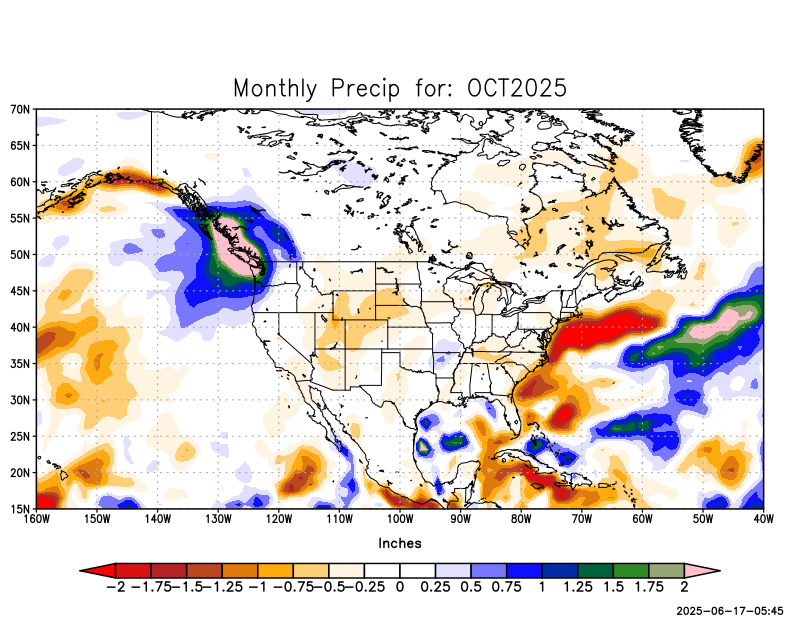 Monthly Precip for: OCT2025
70N
65N
60N
55N
50N
45N
40N
35N
30N
25N
20N
15N
160W 150W 140W 130W 120W 110W 100W 90W 80W 70W 60W 50W 40W
Inches
−2 −1.75−1.5−1.25 −1 −0.75−0.5−0.25 0 0.25 0.5 0.75 1 1.25 1.5 1.75 2
2025−06−17−05:45